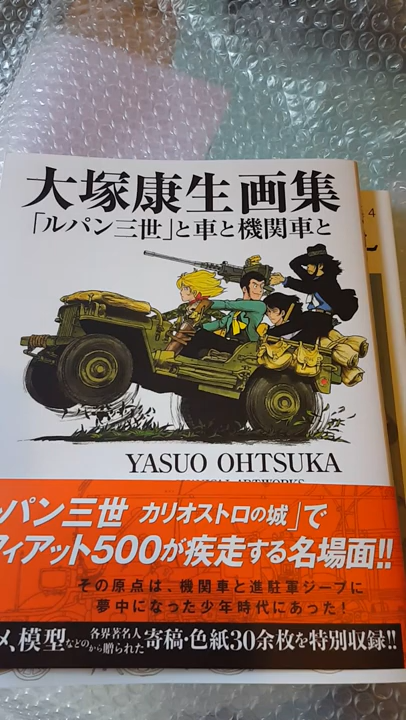 大塚康生画集
「ルパン三世」と車と機関車と
YASUO OHTSUKA
パン三世 カリオストロの城」で
フィアット500が疾走する名場面!!
その原点は、機関車と進駐軍ジープに
夢中になった少年時代にあった!
メ、模型などの各界著名人から贈られた寄稿・色紙30余枚を特別収録!!
4